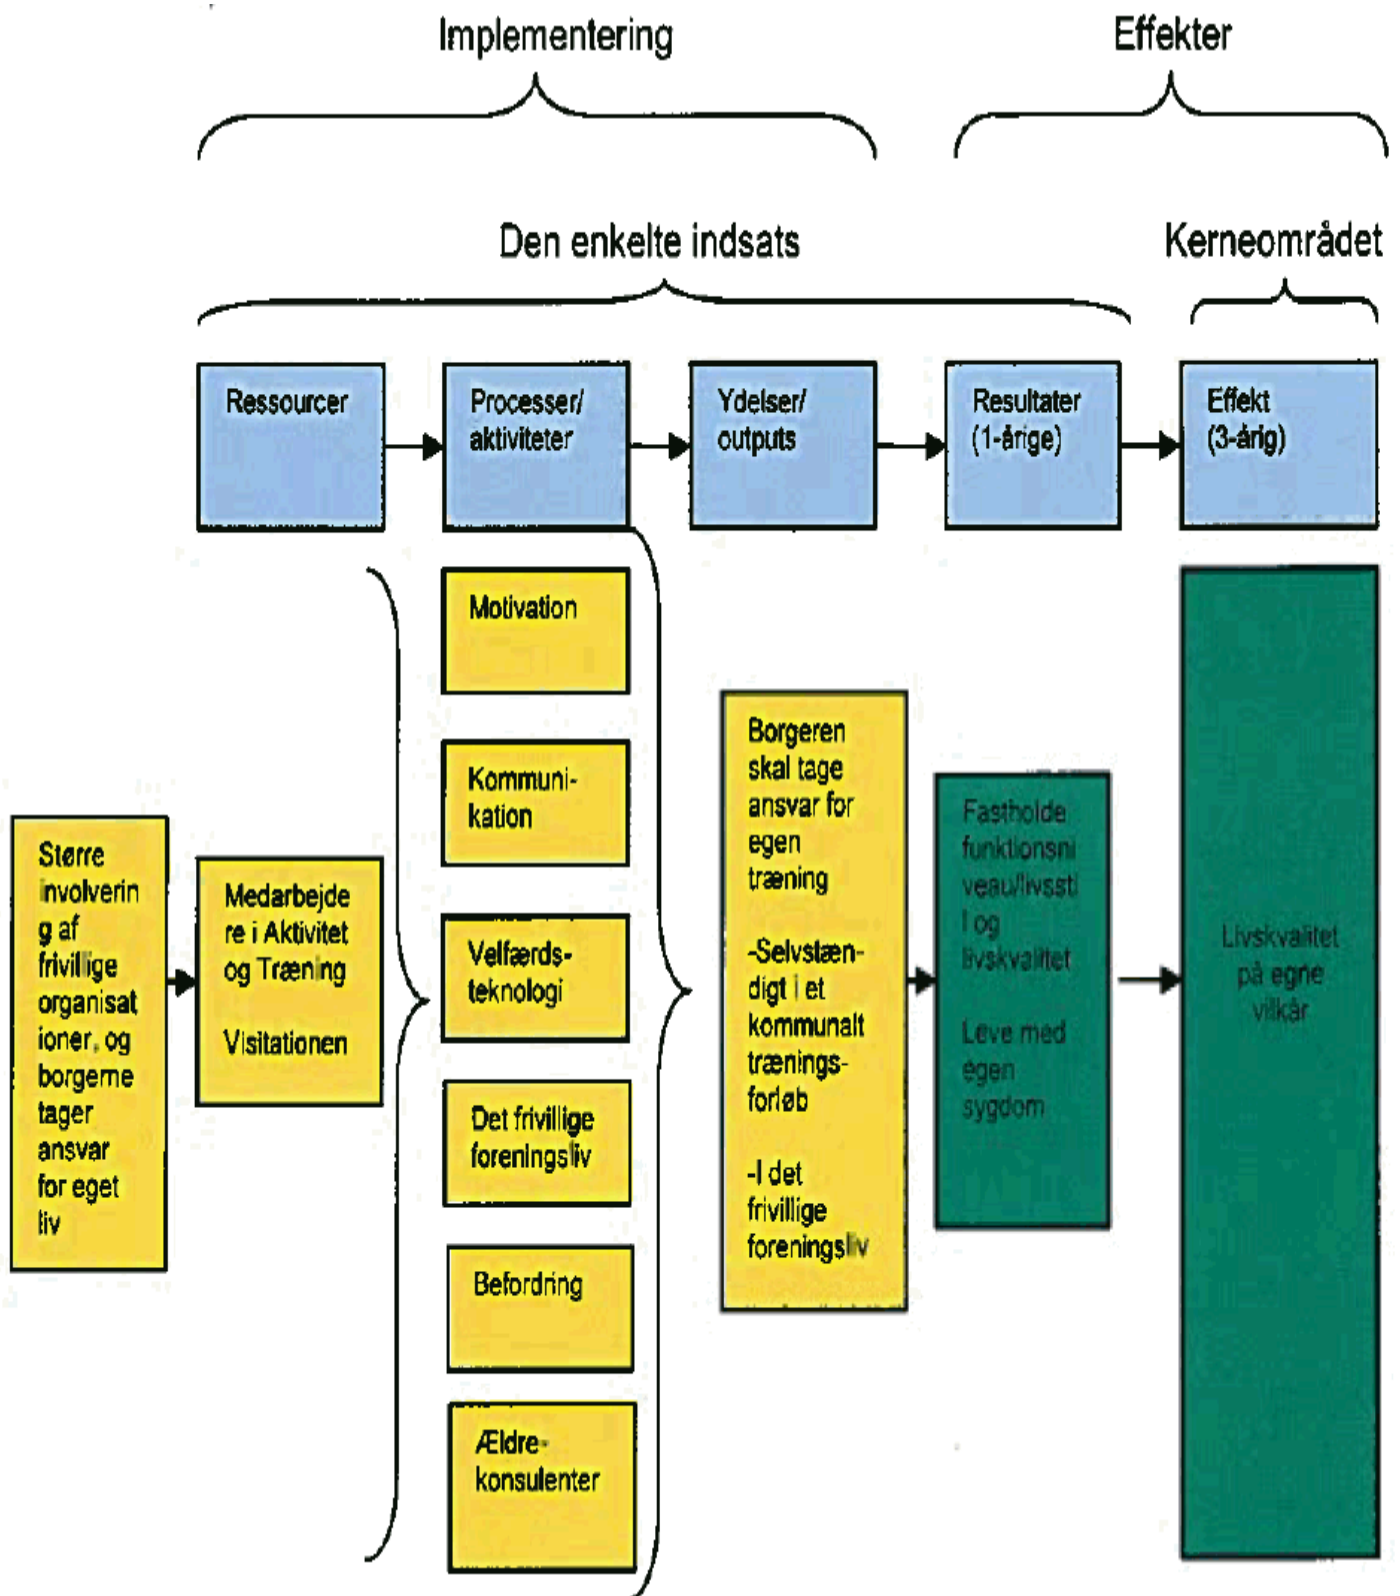 Implementering
Effekter
Den enkelte indsats
Kerneområdet
Ressourcer
Processer/
aktiviteter
Ydelser/
outputs
Resultater
(1-årige)
Effekt
(3-årig)
Større
involverin
g af
frivillige
organisat
ioner, og
borgerne
tager
ansvar
for eget
liv
Medarbejde
re i Aktivitet
og Træning
Visitationen
Motivation
Kommuni-
kation
Velfærds-
teknologi
Det frivillige
foreningsliv
Befordring
Ældre-
konsulenter
Borgeren
skal tage
ansvar for
egen
træning
-Selvstæn-
digt i et
kommunalt
trænings-
forløb
-I det
frivillige
foreningsliv
Fastholde
funktionsni
veau/livssti
l og
livskvalitet
Leve med
egen
sygdom
Livskvalitet
på egne
vilkår